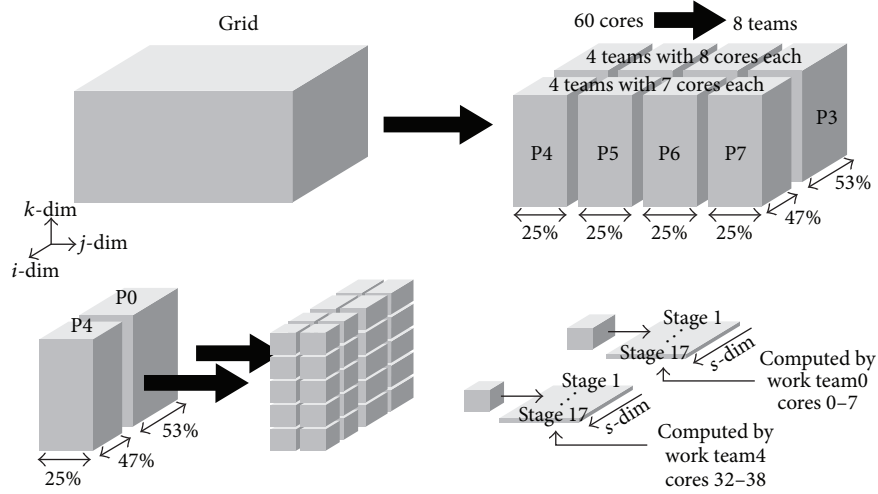 Grid
60 cores
8 teams
4 teams with 8 cores each
4 teams with 7 cores each
P3
P4
P5
P6
P7
53%
47%
25%
25%
25%
25%
k-dim
j-dim
i-dim
P0
P4
53%
47%
25%
Stage 1
...
Stage 17
s-dim
Computed by
work team0
cores 0–7
Stage 1
...
Stage 17
s-dim
Computed by
work team4
cores 32–38